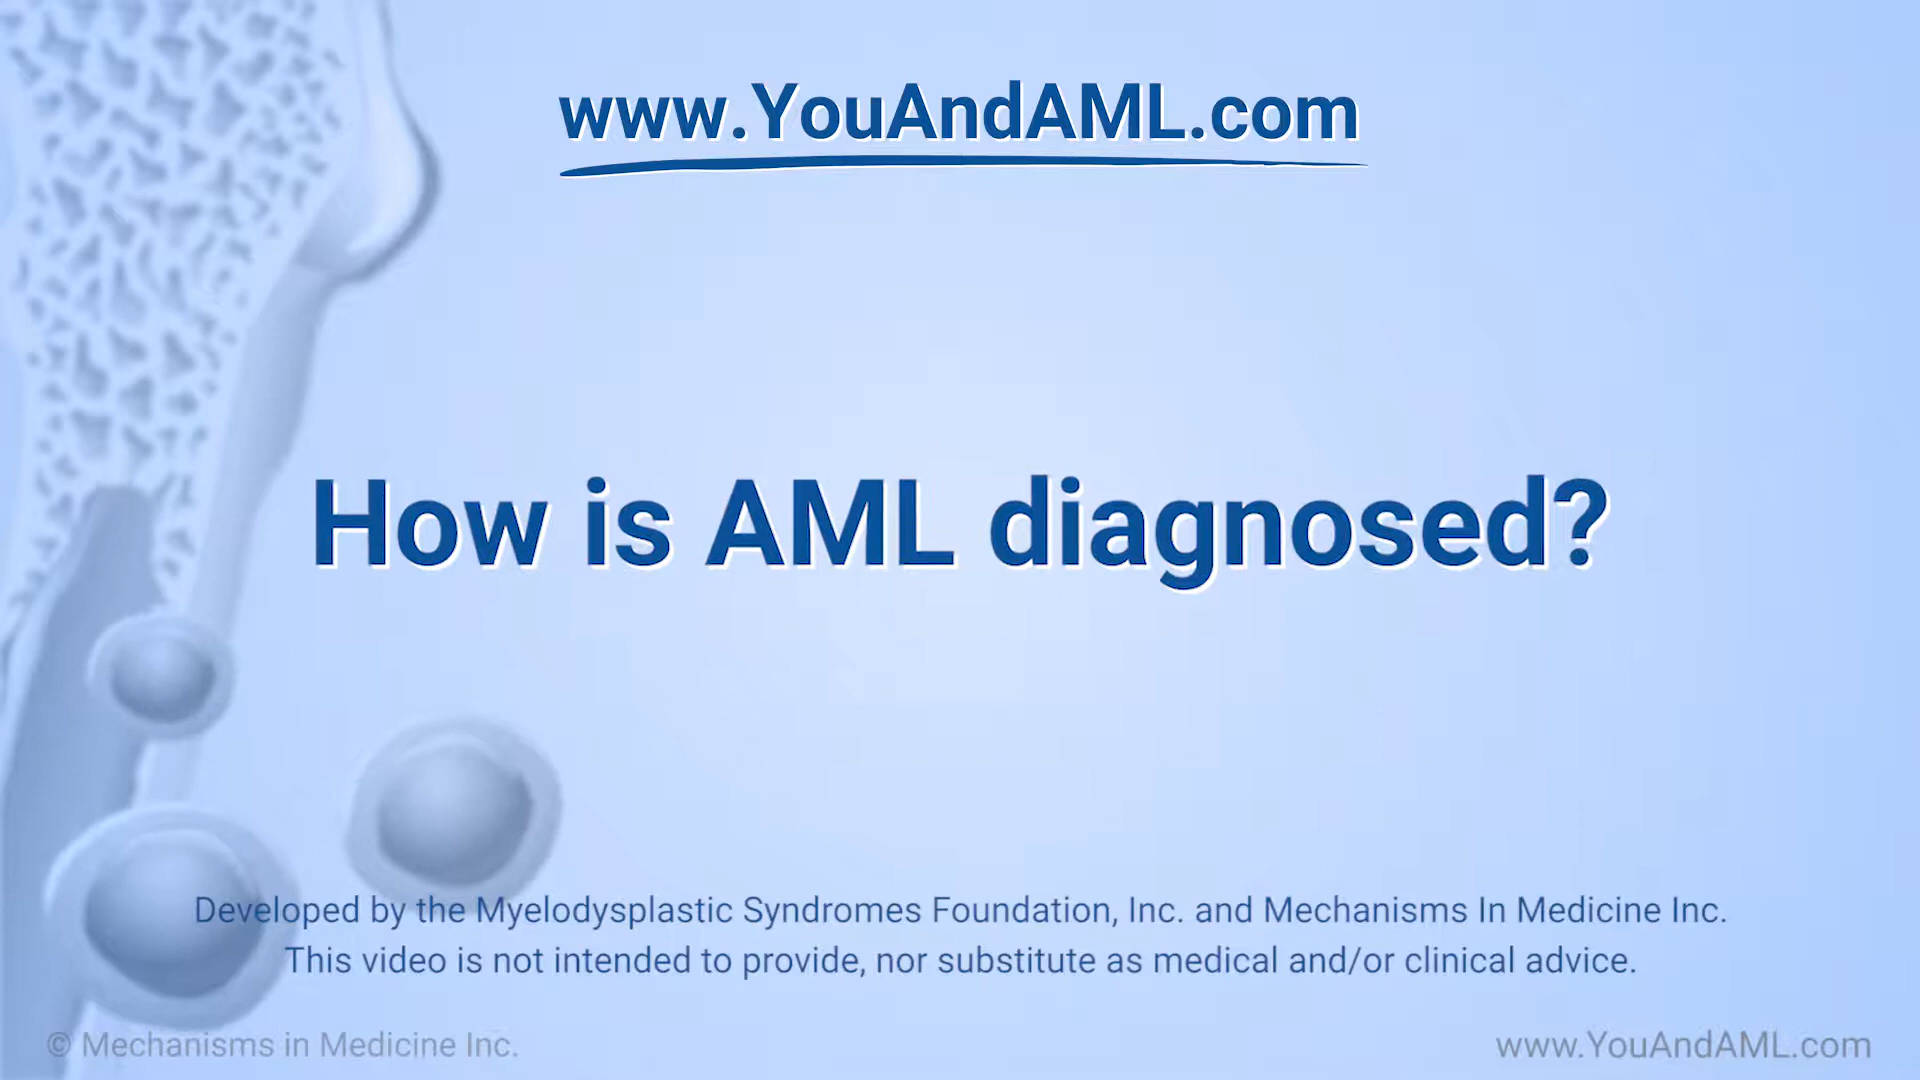 www.YouAndAML.com
How is AML diagnosed?
Developed by the Myelodysplastic Syndromes Foundation, Inc. and Mechanisms In Medicine Inc.
This video is not intended to provide, nor substitute as medical and/or clinical advice.
© Mechanisms in Medicine Inc.
www.YouAndAML.com